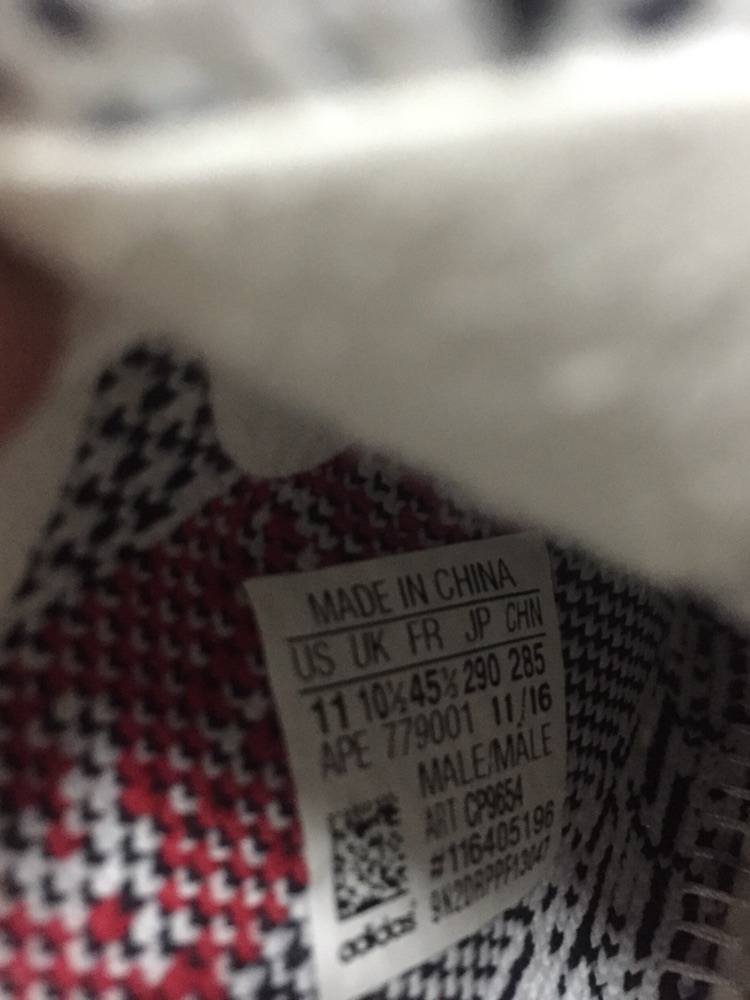 MADE IN CHINA
US UK FR JP CHN
11 10½ 45⅓ 290 285
APE 779001 11/16
MALE/MALE
ART CP9654
#116405196
adidas